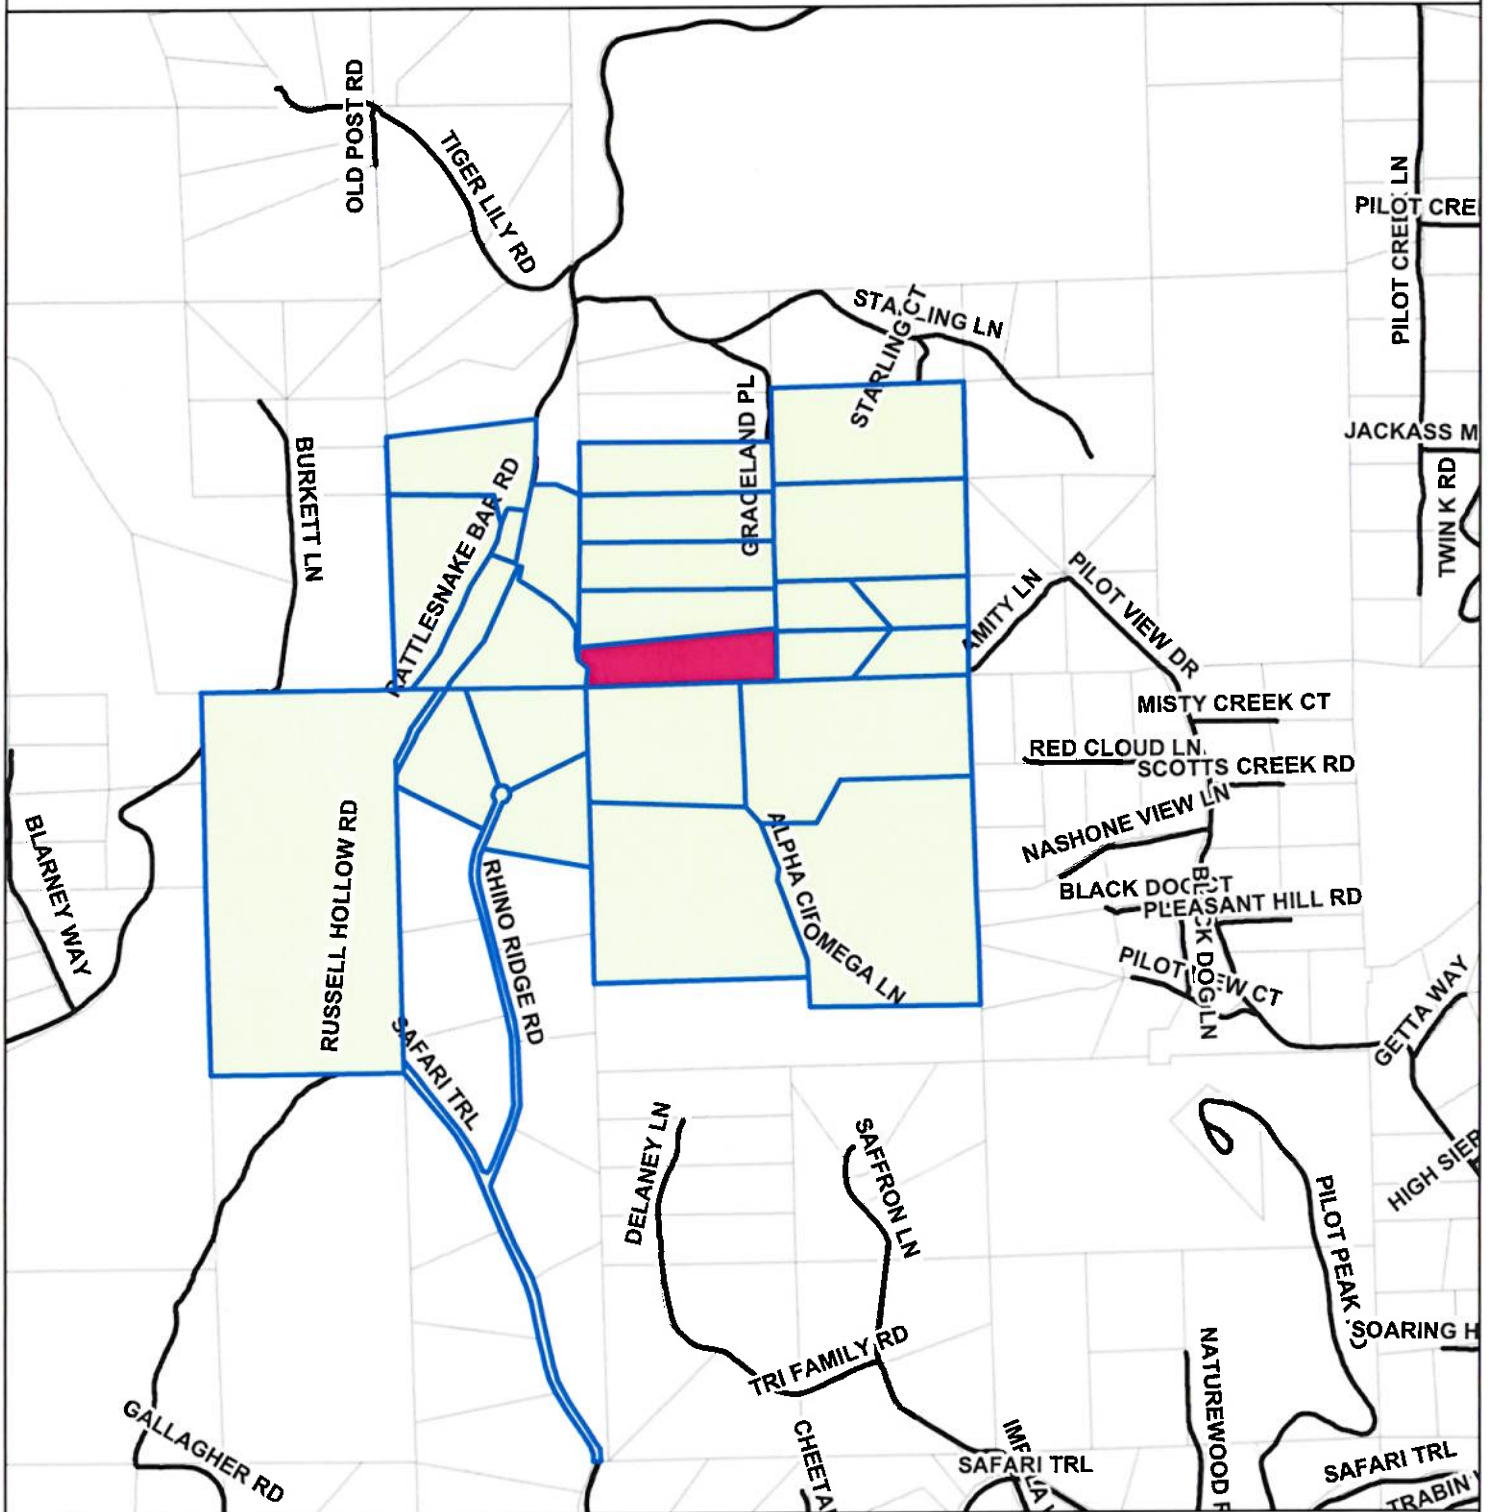 OLD POST RD
TIGER LILY RD
PILOT CREEK LN
PILOT CRE
STARLING LN
STARLING CT
GRACELAND PL
JACKASS M
TWIN K RD
BURKETT LN
RATTLESNAKE BAR RD
AMITY LN
PILOT VIEW DR
MISTY CREEK CT
RED CLOUD LN
SCOTTS CREEK RD
NASHONE VIEW LN
BLARNEY WAY
RUSSELL HOLLOW RD
RHINO RIDGE RD
ALPHA CIR
OMEGA LN
BLACK DOG CT
PLEASANT HILL RD
BLACK DOG LN
PILOT VIEW CT
GETTA WAY
SAFARI TRL
DELANEY LN
SAFFRON LN
HIGH SIER
PILOT PEAK
SOARING H
TRI FAMILY RD
NATUREWOOD
GALLAGHER RD
CHEETA
SAFARI TRL
SAFARI TRL
TRABIN